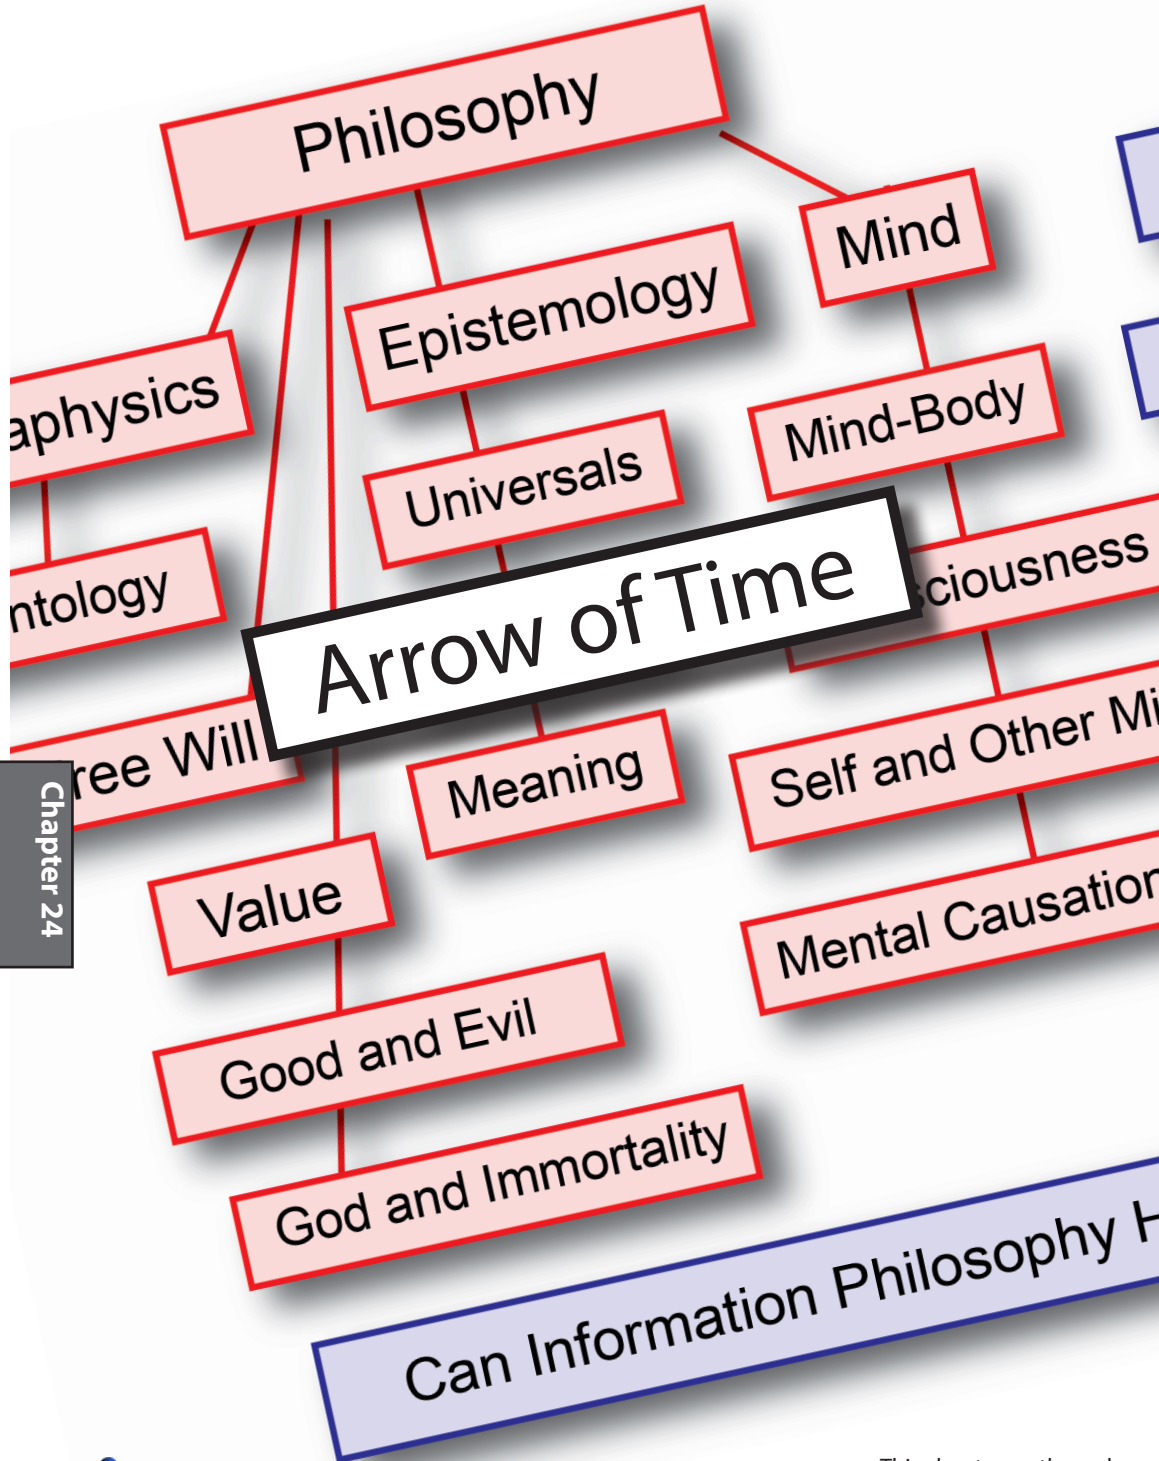 Philosophy
Mind
Epistemology
Mind-Body
aphysics
Universals
ntology
sciousness
Arrow of Time
ree Will
Meaning
Self and Other Mi
Chapter 24
Value
Mental Causation
Good and Evil
God and Immortality
Can Information Philosophy H